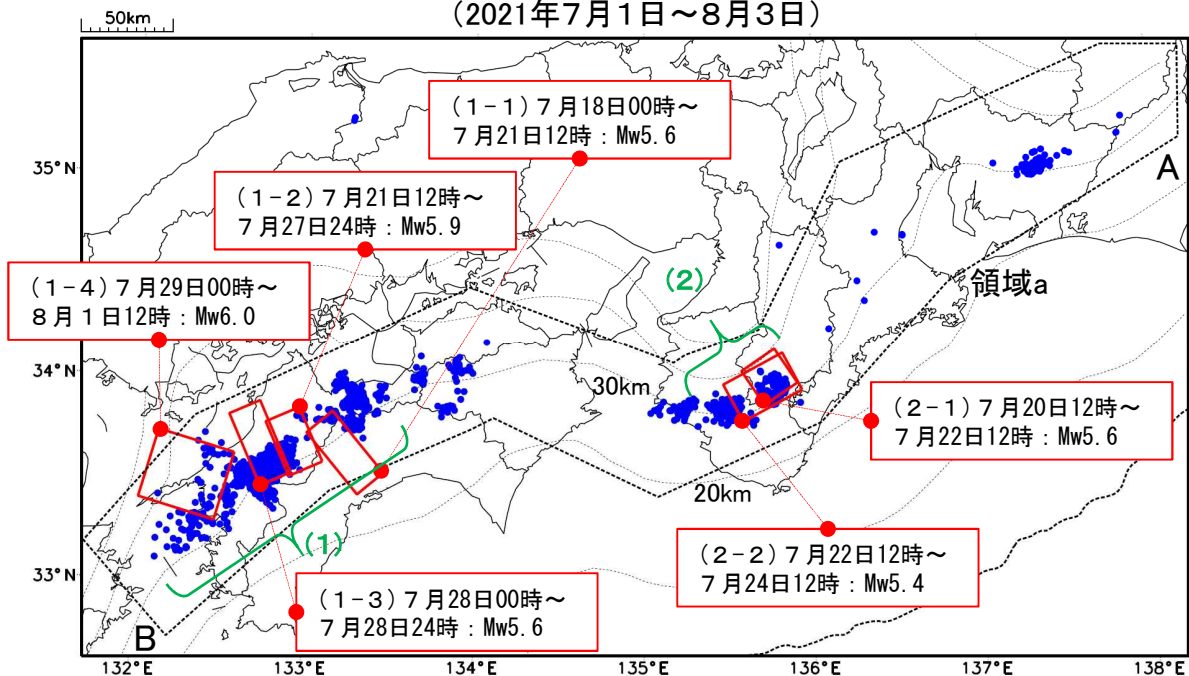 (2021年7月1日~8月3日)
50km
(1-1)7月18日00時~
7月21日12時:Mw5.6
(1-2)7月21日12時~
7月27日24時:Mw5.9
(1-4)7月29日00時~
8月1日12時:Mw6.0
35°N
A
領域a
(2)
34°N
30km
(2-1)7月20日12時~
7月22日12時:Mw5.6
20km
(1)
(2-2)7月22日12時~
7月24日12時:Mw5.4
33°N
(1-3)7月28日00時~
7月28日24時:Mw5.6
B
132°E
133°E
134°E
135°E
136°E
137°E
138°E